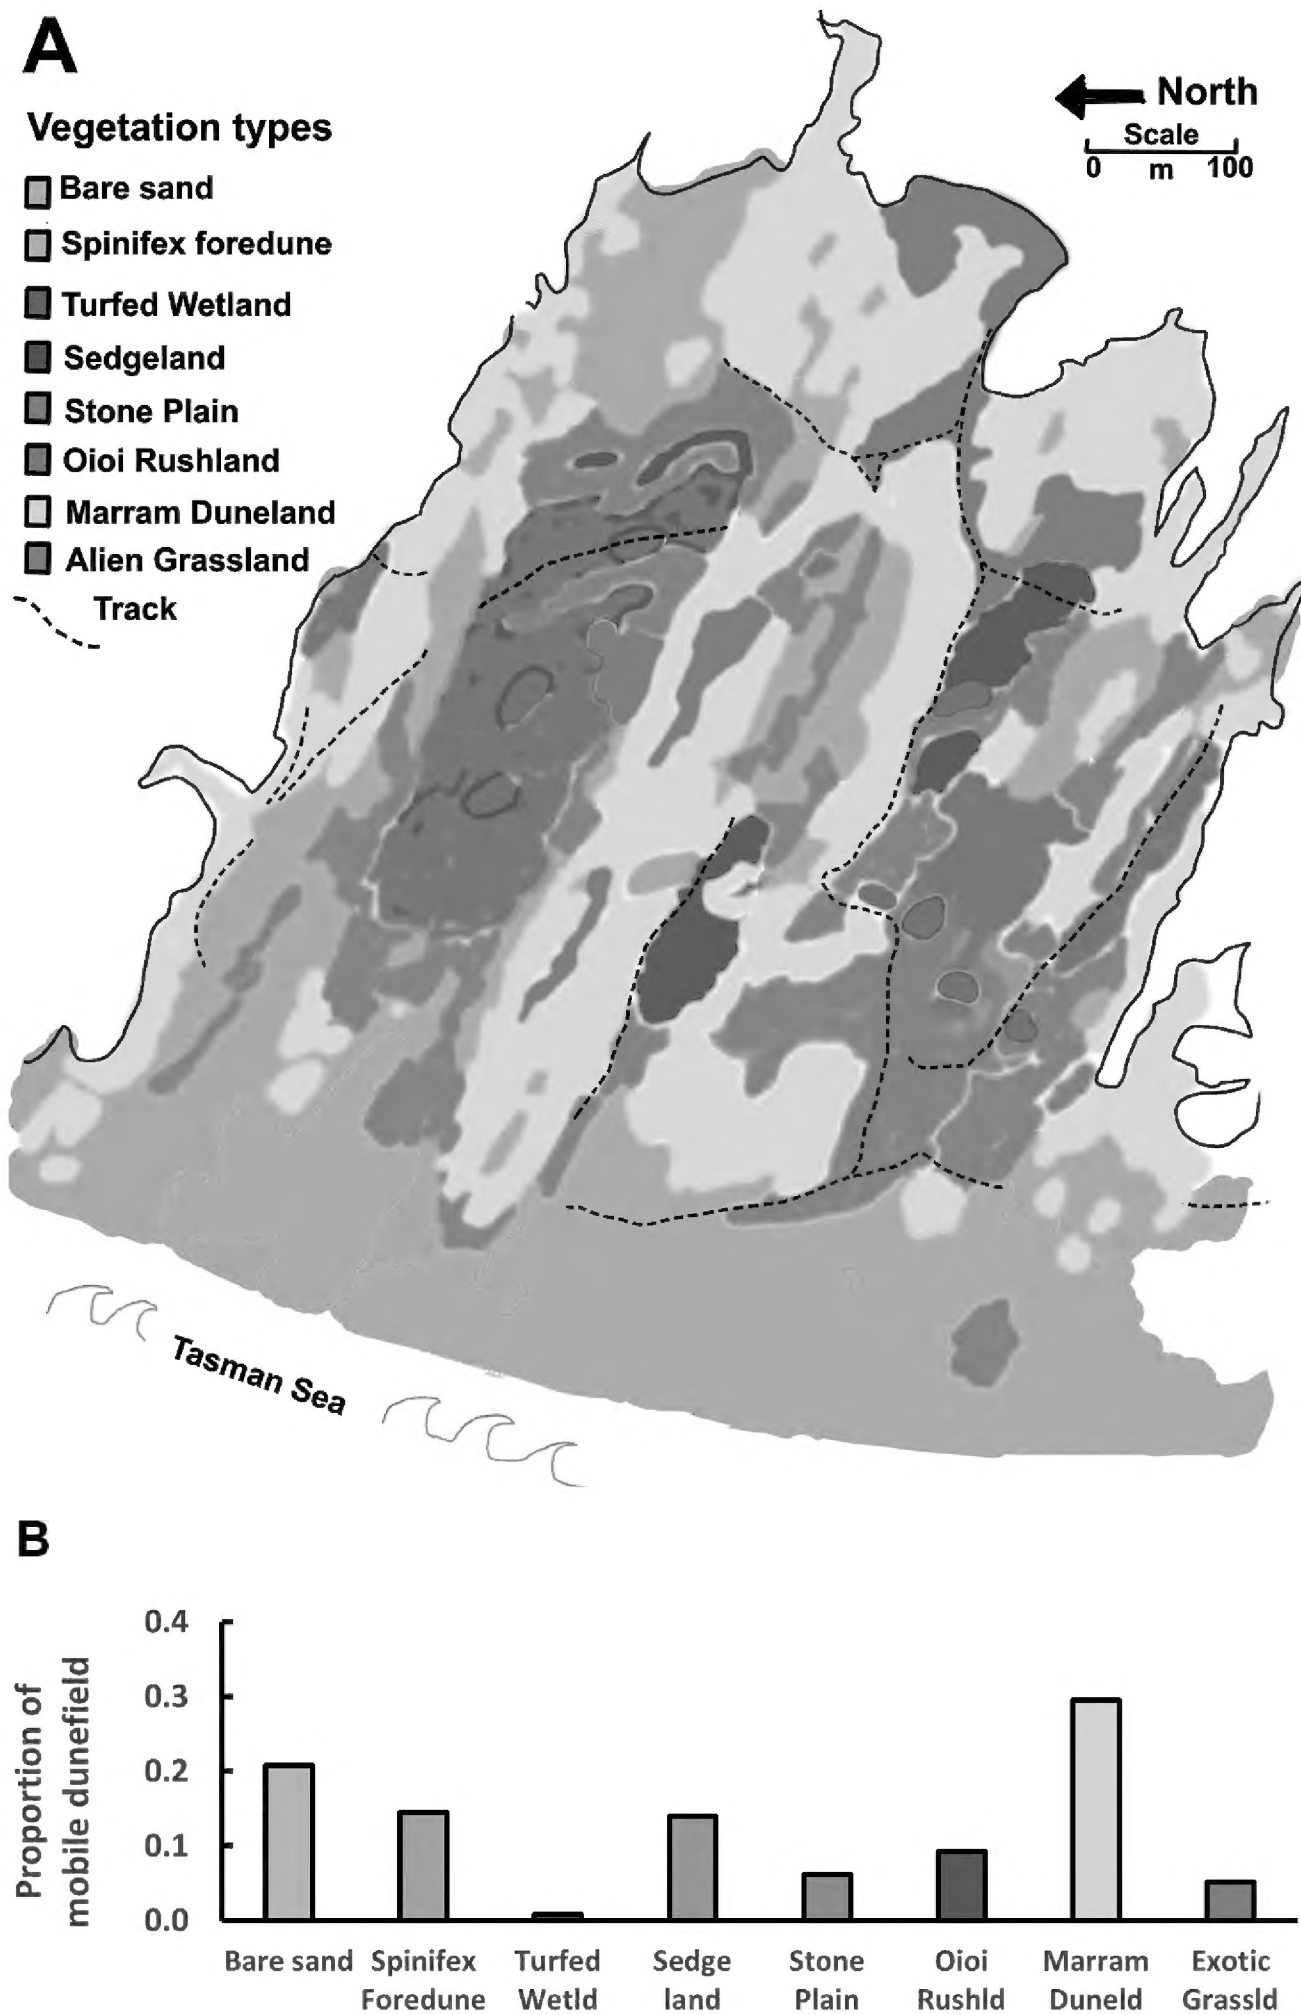 A
North
Scale
0 m 100
Vegetation types
Bare sand
Spinifex foredune
Turfed Wetland
Sedgeland
Stone Plain
Oioi Rushland
Marram Duneland
Alien Grassland
Track
Tasman Sea
B
Proportion of
mobile dunefield
0.4
0.3
0.2
0.1
0.0
Bare sand Spinifex Turfed Sedge Stone Oioi Marram Exotic
Foredune Wetld land Plain Rushld Duneld Grassld